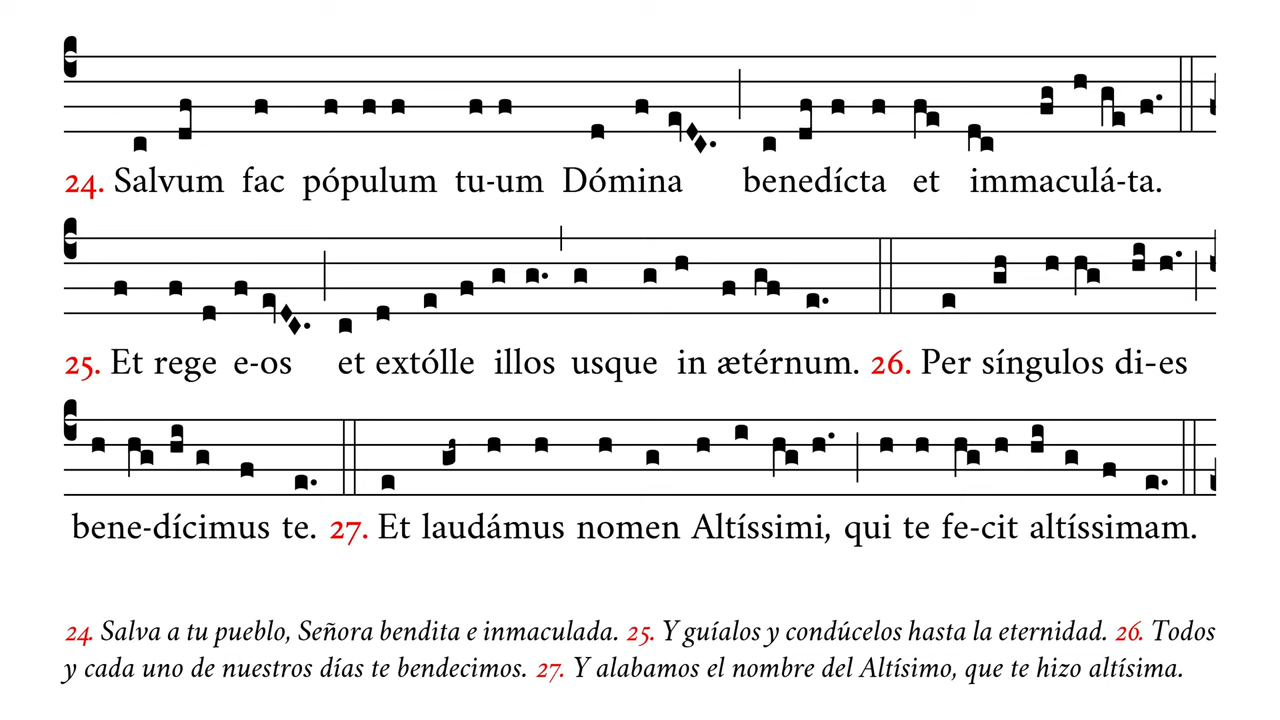 24. Salvum fac pópulum tu-um Dómina benedícta et immaculá-ta.
25. Et rege e-os et extólle illos usque in ætérnum. 26. Per síngulos di-es
bene-dícimus te. 27. Et laudámus nomen Altíssimi, qui te fe-cit altíssimam.
24. Salva a tu pueblo, Señora bendita e inmaculada. 25. Y guíalos y condúcelos hasta la eternidad. 26. Todos
y cada uno de nuestros días te bendecimos. 27. Y alabamos el nombre del Altísimo, que te hizo altísima.